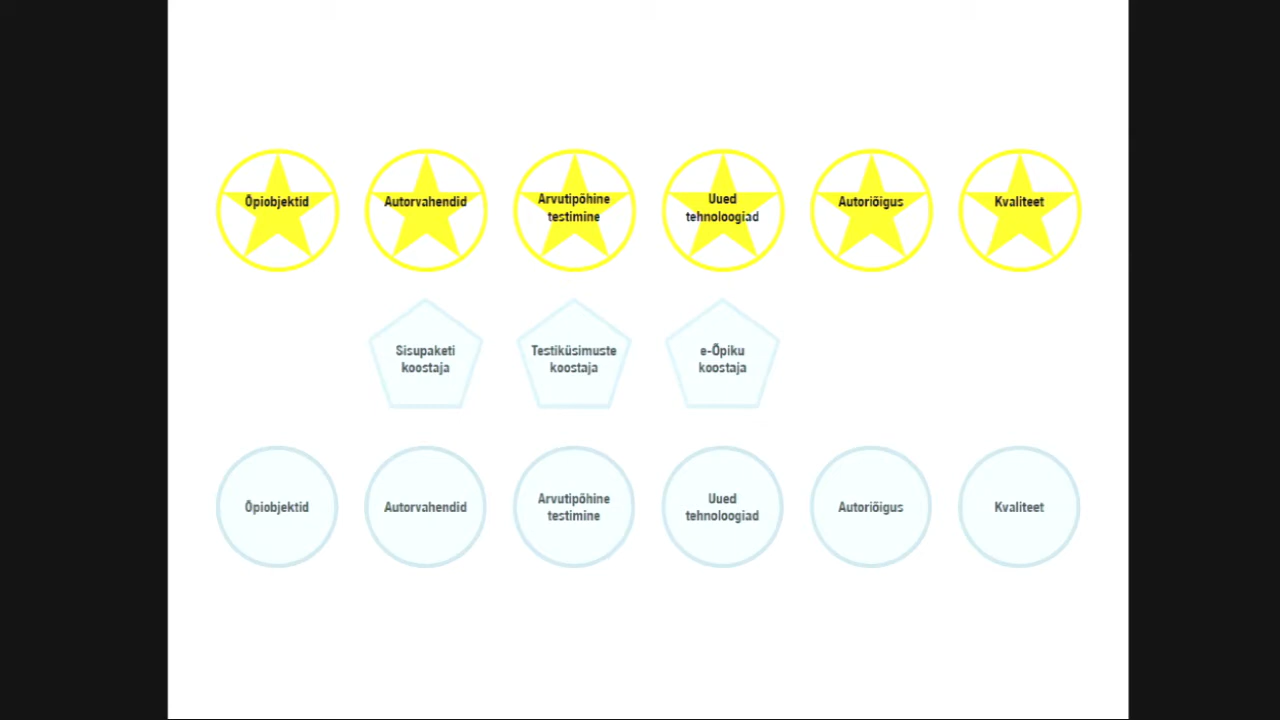 Õpiobjektid
Autorvahendid
Arvutipõhine
testimine
Uued
tehnoloogiad
Autoriõigus
Kvaliteet
Sisupaketi
koostaja
Testiküsimuste
koostaja
e-Õpiku
koostaja
Õpiobjektid
Autorvahendid
Arvutipõhine
testimine
Uued
tehnoloogiad
Autoriõigus
Kvaliteet